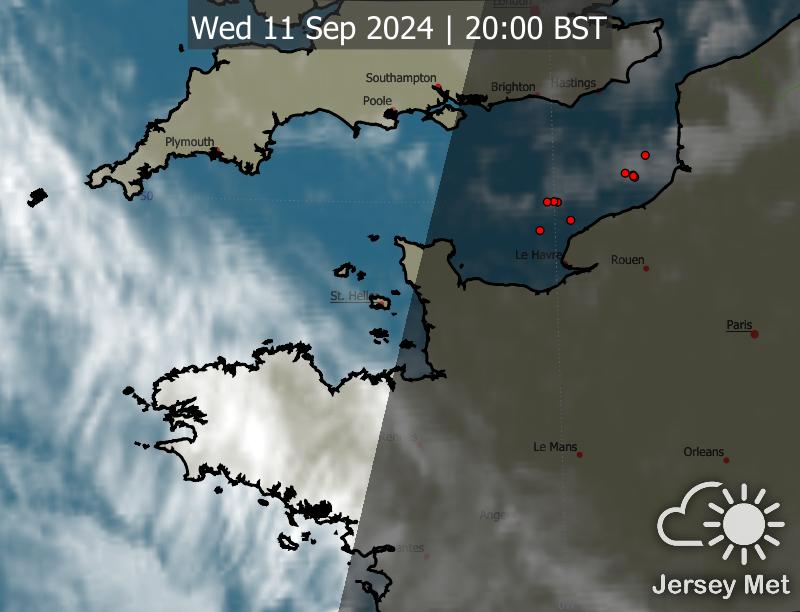 London
Wed 11 Sep 2024 | 20:00 BST
Southampton
Brighton
Hastings
Poole
Plymouth
50
Le Havre
Rouen
St. Helier
Paris
Rennes
Le Mans
Orleans
Nantes
Jersey Met